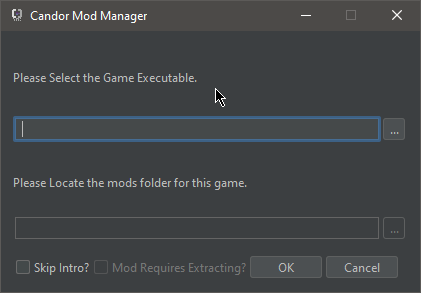 Candor Mod Manager
Please Select the Game Executable.
...
Please Locate the mods folder for this game.
...
Skip Intro? Mod Requires Extracting? OK Cancel